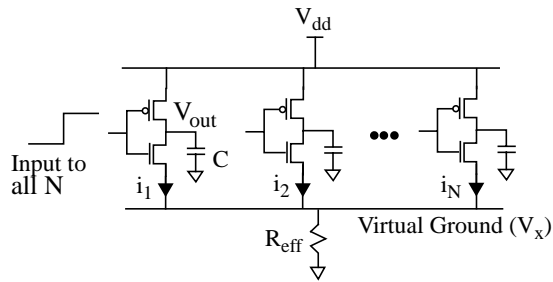 V_dd
V_out
Input to
all N
C
i_1
i_2
i_N
Virtual Ground (V_x)
R_eff